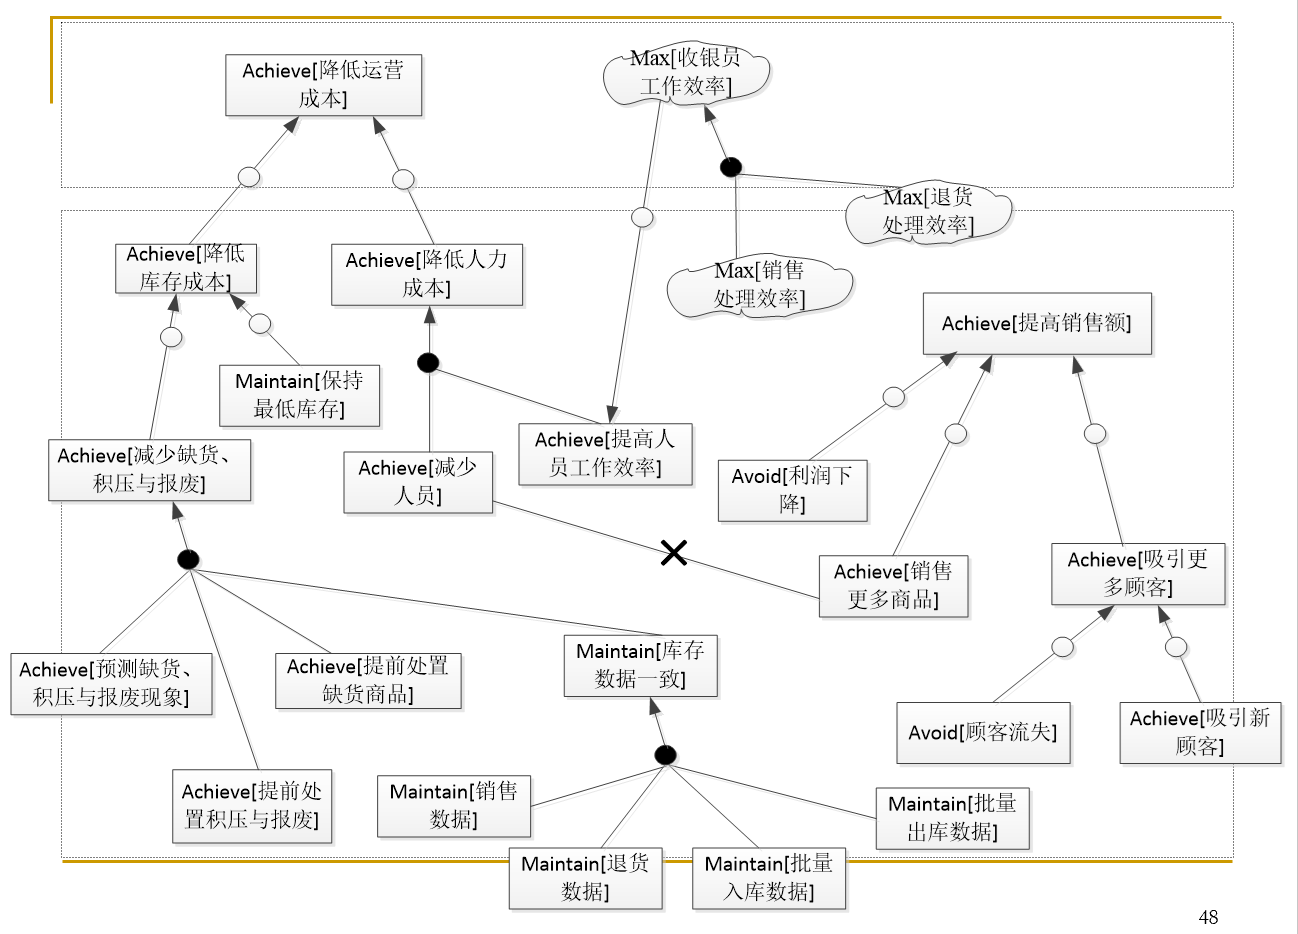 Achieve[降低运营
成本]
Max[收银员
工作效率]
Max[退货
处理效率]
Achieve[降低
库存成本]
Achieve[降低人力
成本]
Max[销售
处理效率]
Achieve[提高销售额]
Maintain[保持
最低库存]
Achieve[减少缺货、
积压与报废]
Achieve[减少
人员]
Achieve[提高人
员工作效率]
Avoid[利润下
降]
Achieve[销售
更多商品]
Achieve[吸引更
多顾客]
Achieve[预测缺货、
积压与报废现象]
Achieve[提前处置
缺货商品]
Maintain[库存
数据一致]
Avoid[顾客流失]
Achieve[吸引新
顾客]
Achieve[提前处
置积压与报废]
Maintain[销售
数据]
Maintain[退货
数据]
Maintain[批量
入库数据]
Maintain[批量
出库数据]
48